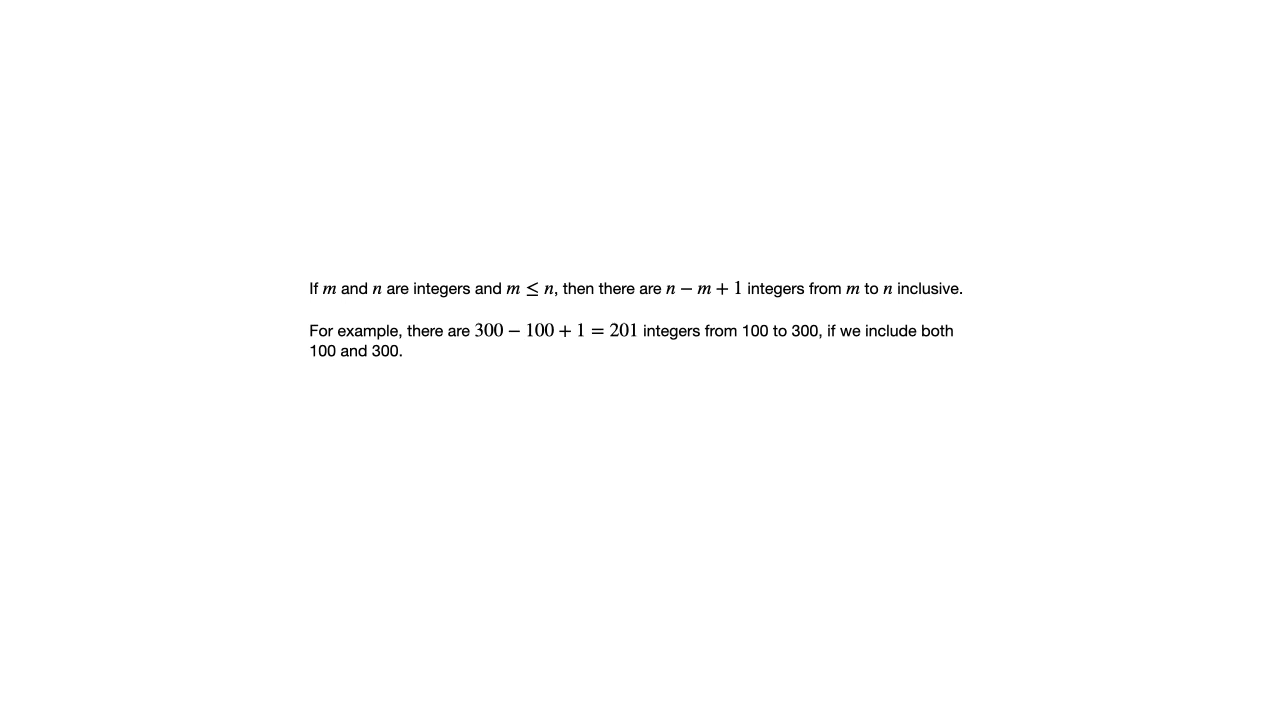 If m and n are integers and m ≤ n, then there are n − m + 1 integers from m to n inclusive.
For example, there are 300 − 100 + 1 = 201 integers from 100 to 300, if we include both
100 and 300.